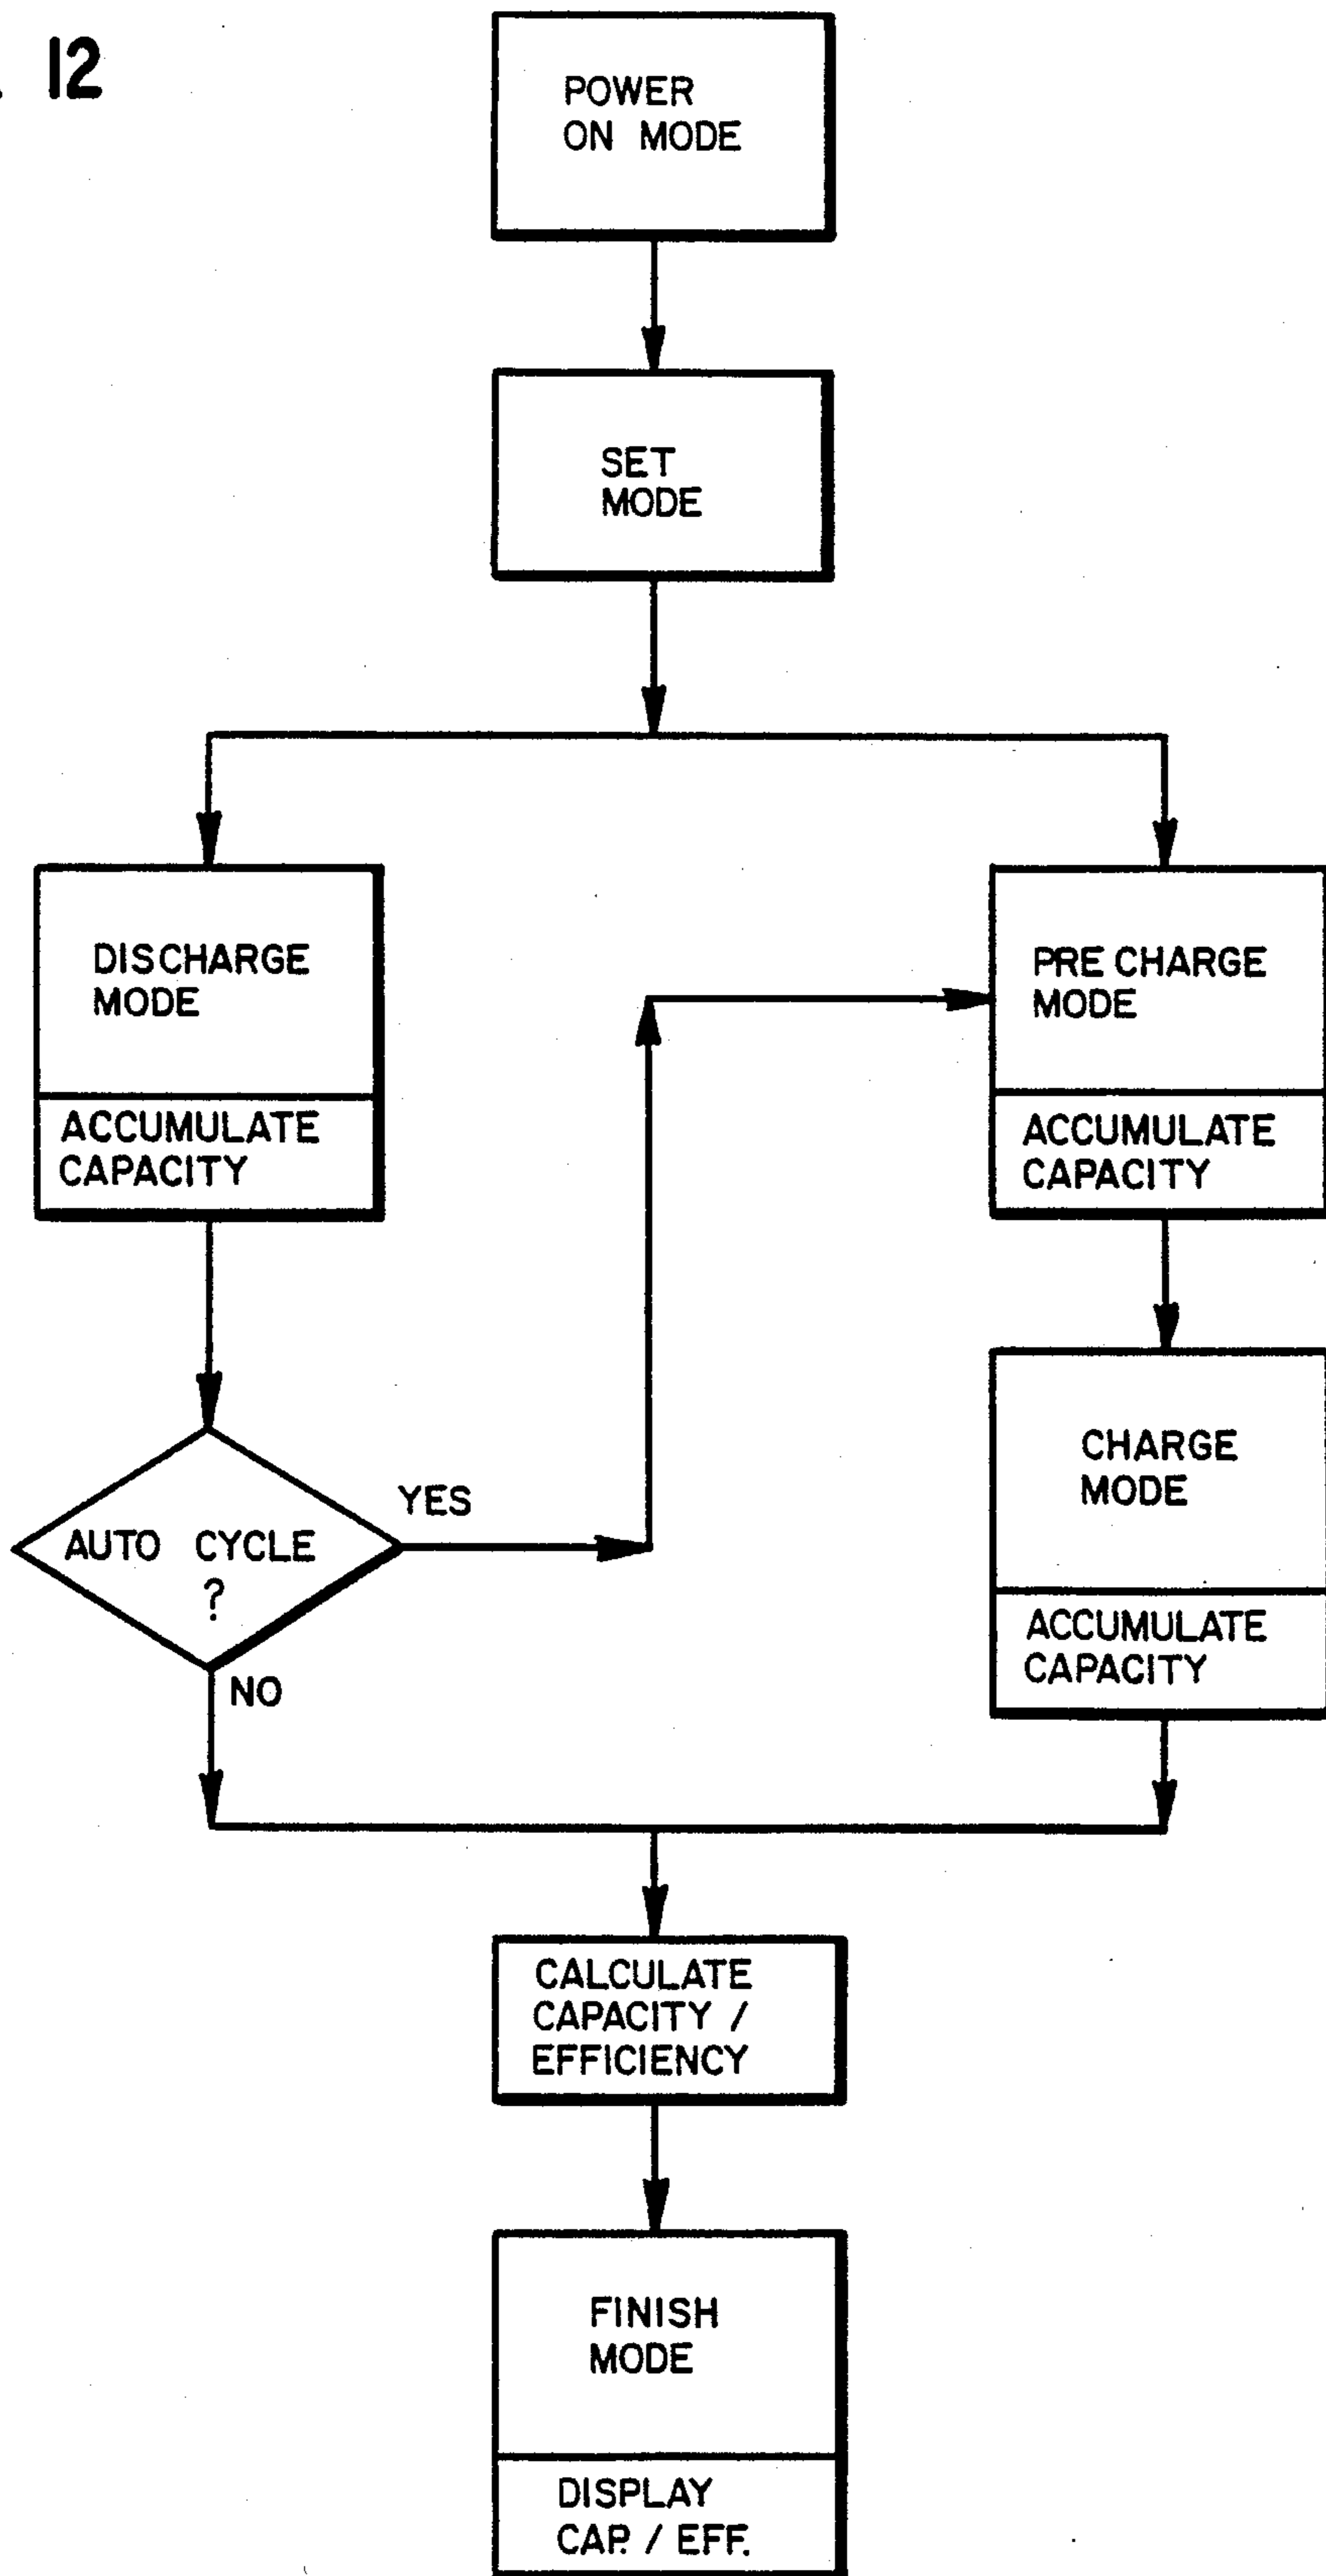 12
POWER
ON MODE
SET
MODE
DISCHARGE
MODE
ACCUMULATE
CAPACITY
PRE CHARGE
MODE
ACCUMULATE
CAPACITY
AUTO CYCLE
?
YES
NO
CHARGE
MODE
ACCUMULATE
CAPACITY
CALCULATE
CAPACITY /
EFFICIENCY
FINISH
MODE
DISPLAY
CAP. / EFF.